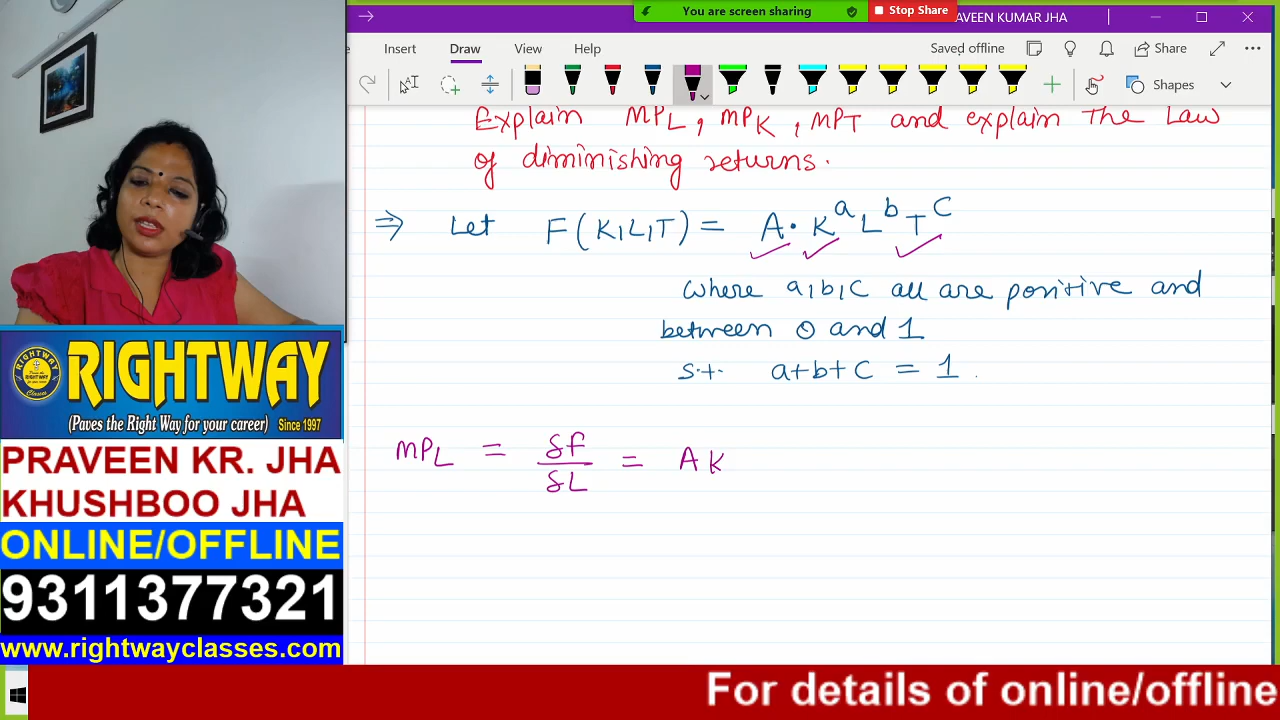 You are screen sharing
Stop Share
AVEEN KUMAR JHA
Insert Draw View Help
Saved offline
Share
Shapes
Explain MPL, MPK, MPT and explain the Law
of diminishing returns.
⇒ Let F(K,L,T) = A·K^a L^b T^c
where a,b,c all are positive and
between 0 and 1
s.t. a+b+c = 1.
MPL = δF/δL = AK
RIGHTWAY
(Paves the Right Way for your career) Since 1997
PRAVEEN KR. JHA
KHUSHBOO JHA
ONLINE/OFFLINE
9311377321
www.rightwayclasses.com
For details of online/offline